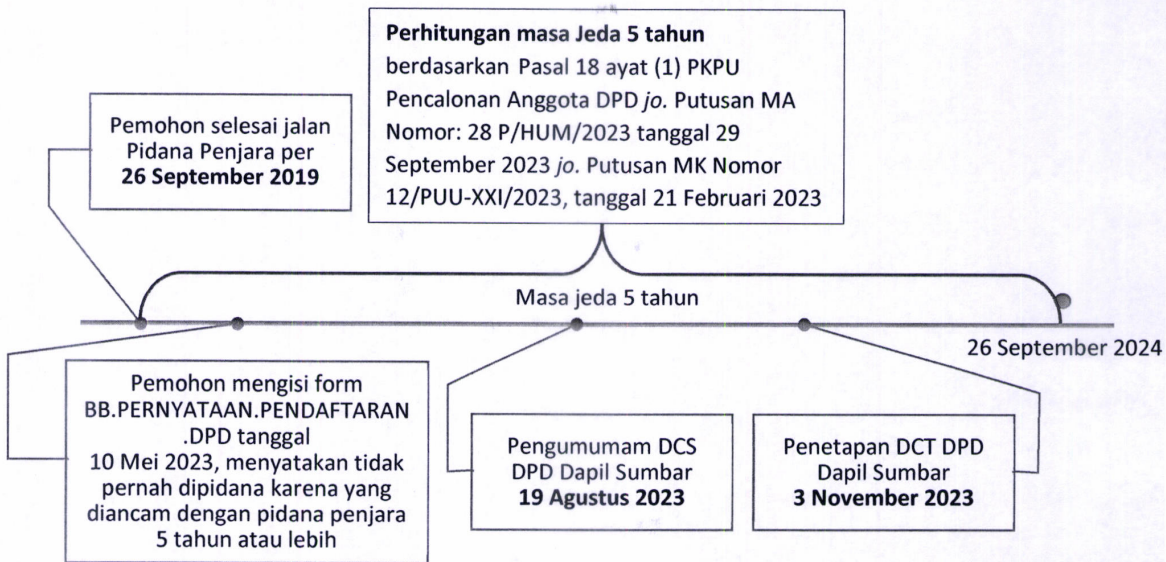 Perhitungan masa Jeda 5 tahun
berdasarkan Pasal 18 ayat (1) PKPU
Pencalonan Anggota DPD jo. Putusan MA
Nomor: 28 P/HUM/2023 tanggal 29
September 2023 jo. Putusan MK Nomor
12/PUU-XXI/2023, tanggal 21 Februari 2023
Pemohon selesai jalan
Pidana Penjara per
26 September 2019
Masa jeda 5 tahun
26 September 2024
Pemohon mengisi form
BB.PERNYATAAN.PENDAFTARAN
.DPD tanggal
10 Mei 2023, menyatakan tidak
pernah dipidana karena yang
diancam dengan pidana penjara
5 tahun atau lebih
Pengumumam DCS
DPD Dapil Sumbar
19 Agustus 2023
Penetapan DCT DPD
Dapil Sumbar
3 November 2023